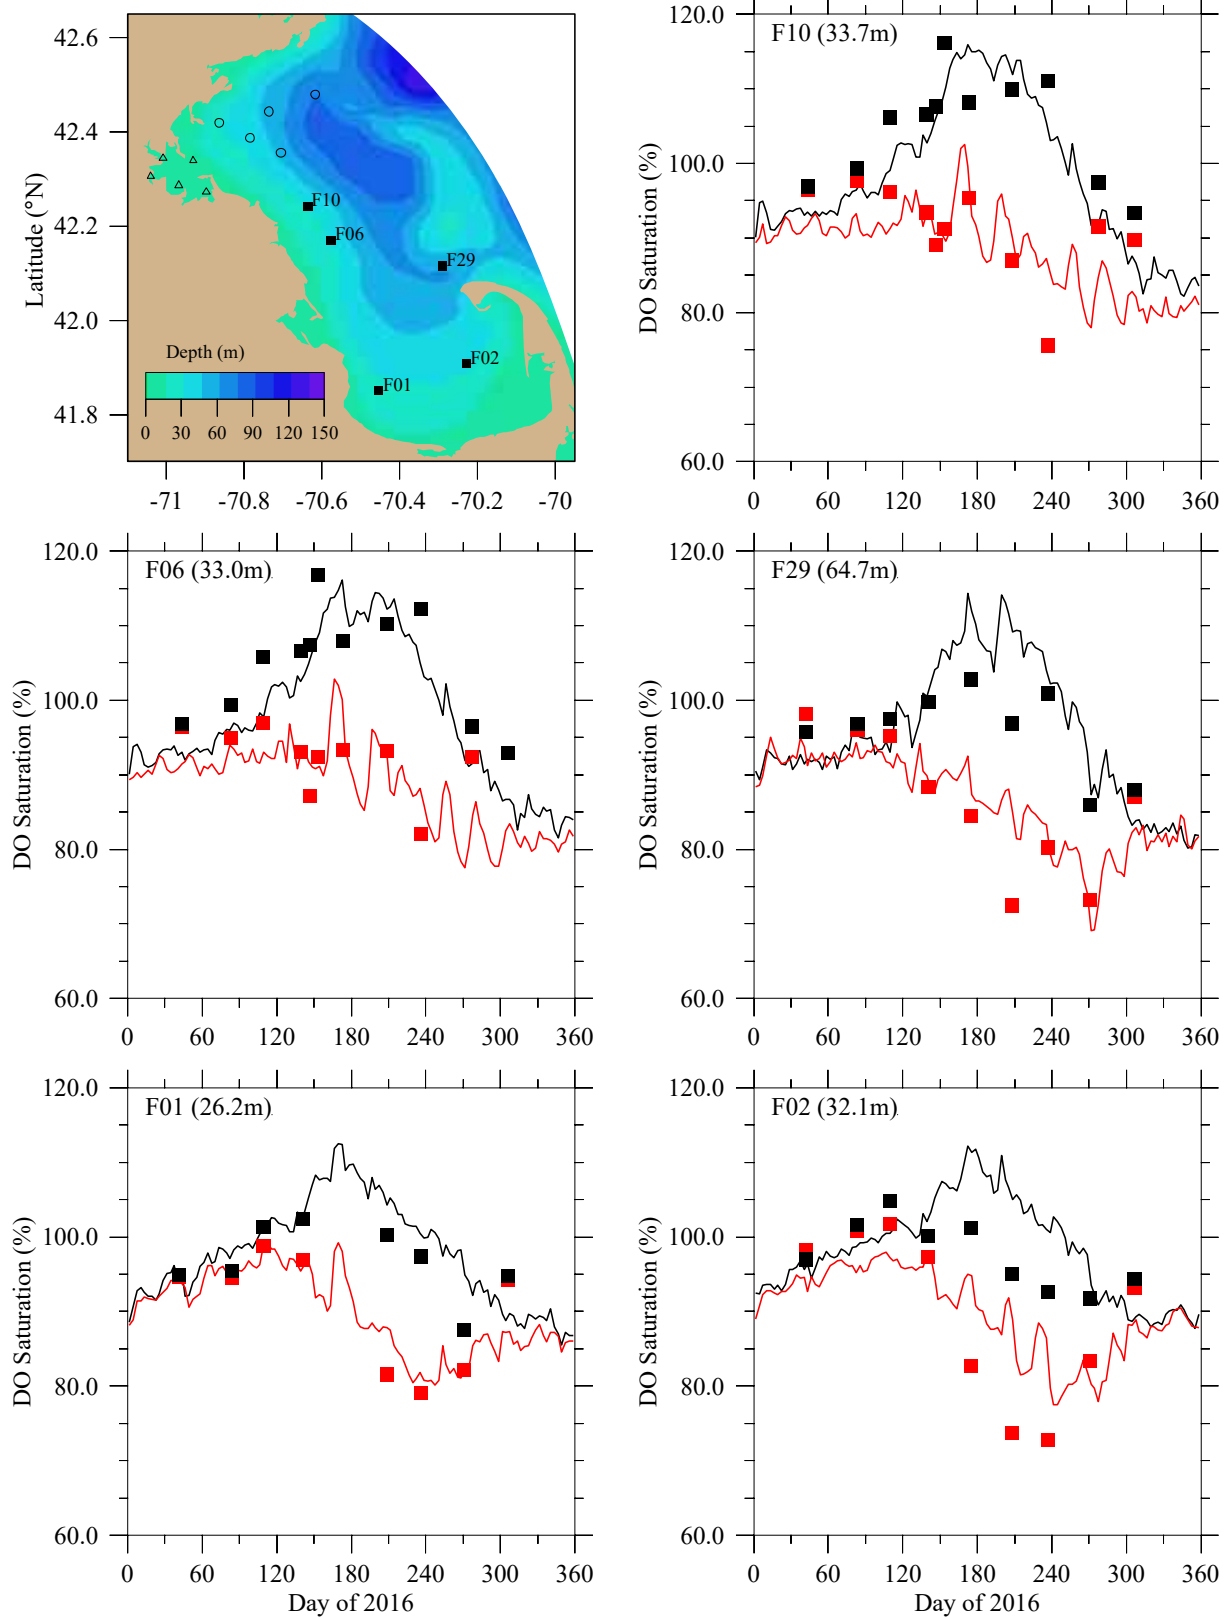 42.6
42.4
42.2
42.0
41.8
Latitude (°N)
F10
F06
F29
F02
F01
Depth (m)
0 30 60 90 120 150
-71 -70.8 -70.6 -70.4 -70.2 -70
F10 (33.7m)
120.0
100.0
80.0
60.0
DO Saturation (%)
0 60 120 180 240 300 360
F06 (33.0m)
120.0
100.0
80.0
60.0
DO Saturation (%)
0 60 120 180 240 300 360
F29 (64.7m)
120.0
100.0
80.0
60.0
DO Saturation (%)
0 60 120 180 240 300 360
F01 (26.2m)
120.0
100.0
80.0
60.0
DO Saturation (%)
0 60 120 180 240 300 360
Day of 2016
F02 (32.1m)
120.0
100.0
80.0
60.0
DO Saturation (%)
0 60 120 180 240 300 360
Day of 2016